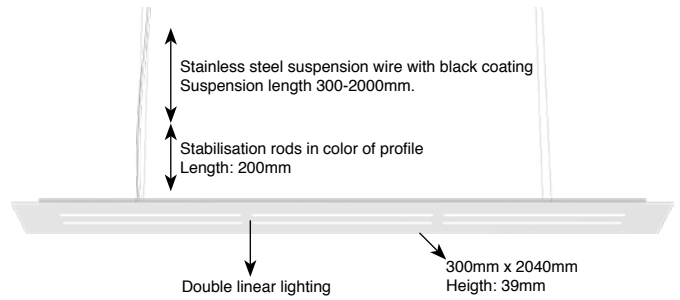 Stainless steel suspension wire with black coating
Suspension length 300-2000mm.
Stabilisation rods in color of profile
Length: 200mm
300mm x 2040mm
Heigth: 39mm
Double linear lighting